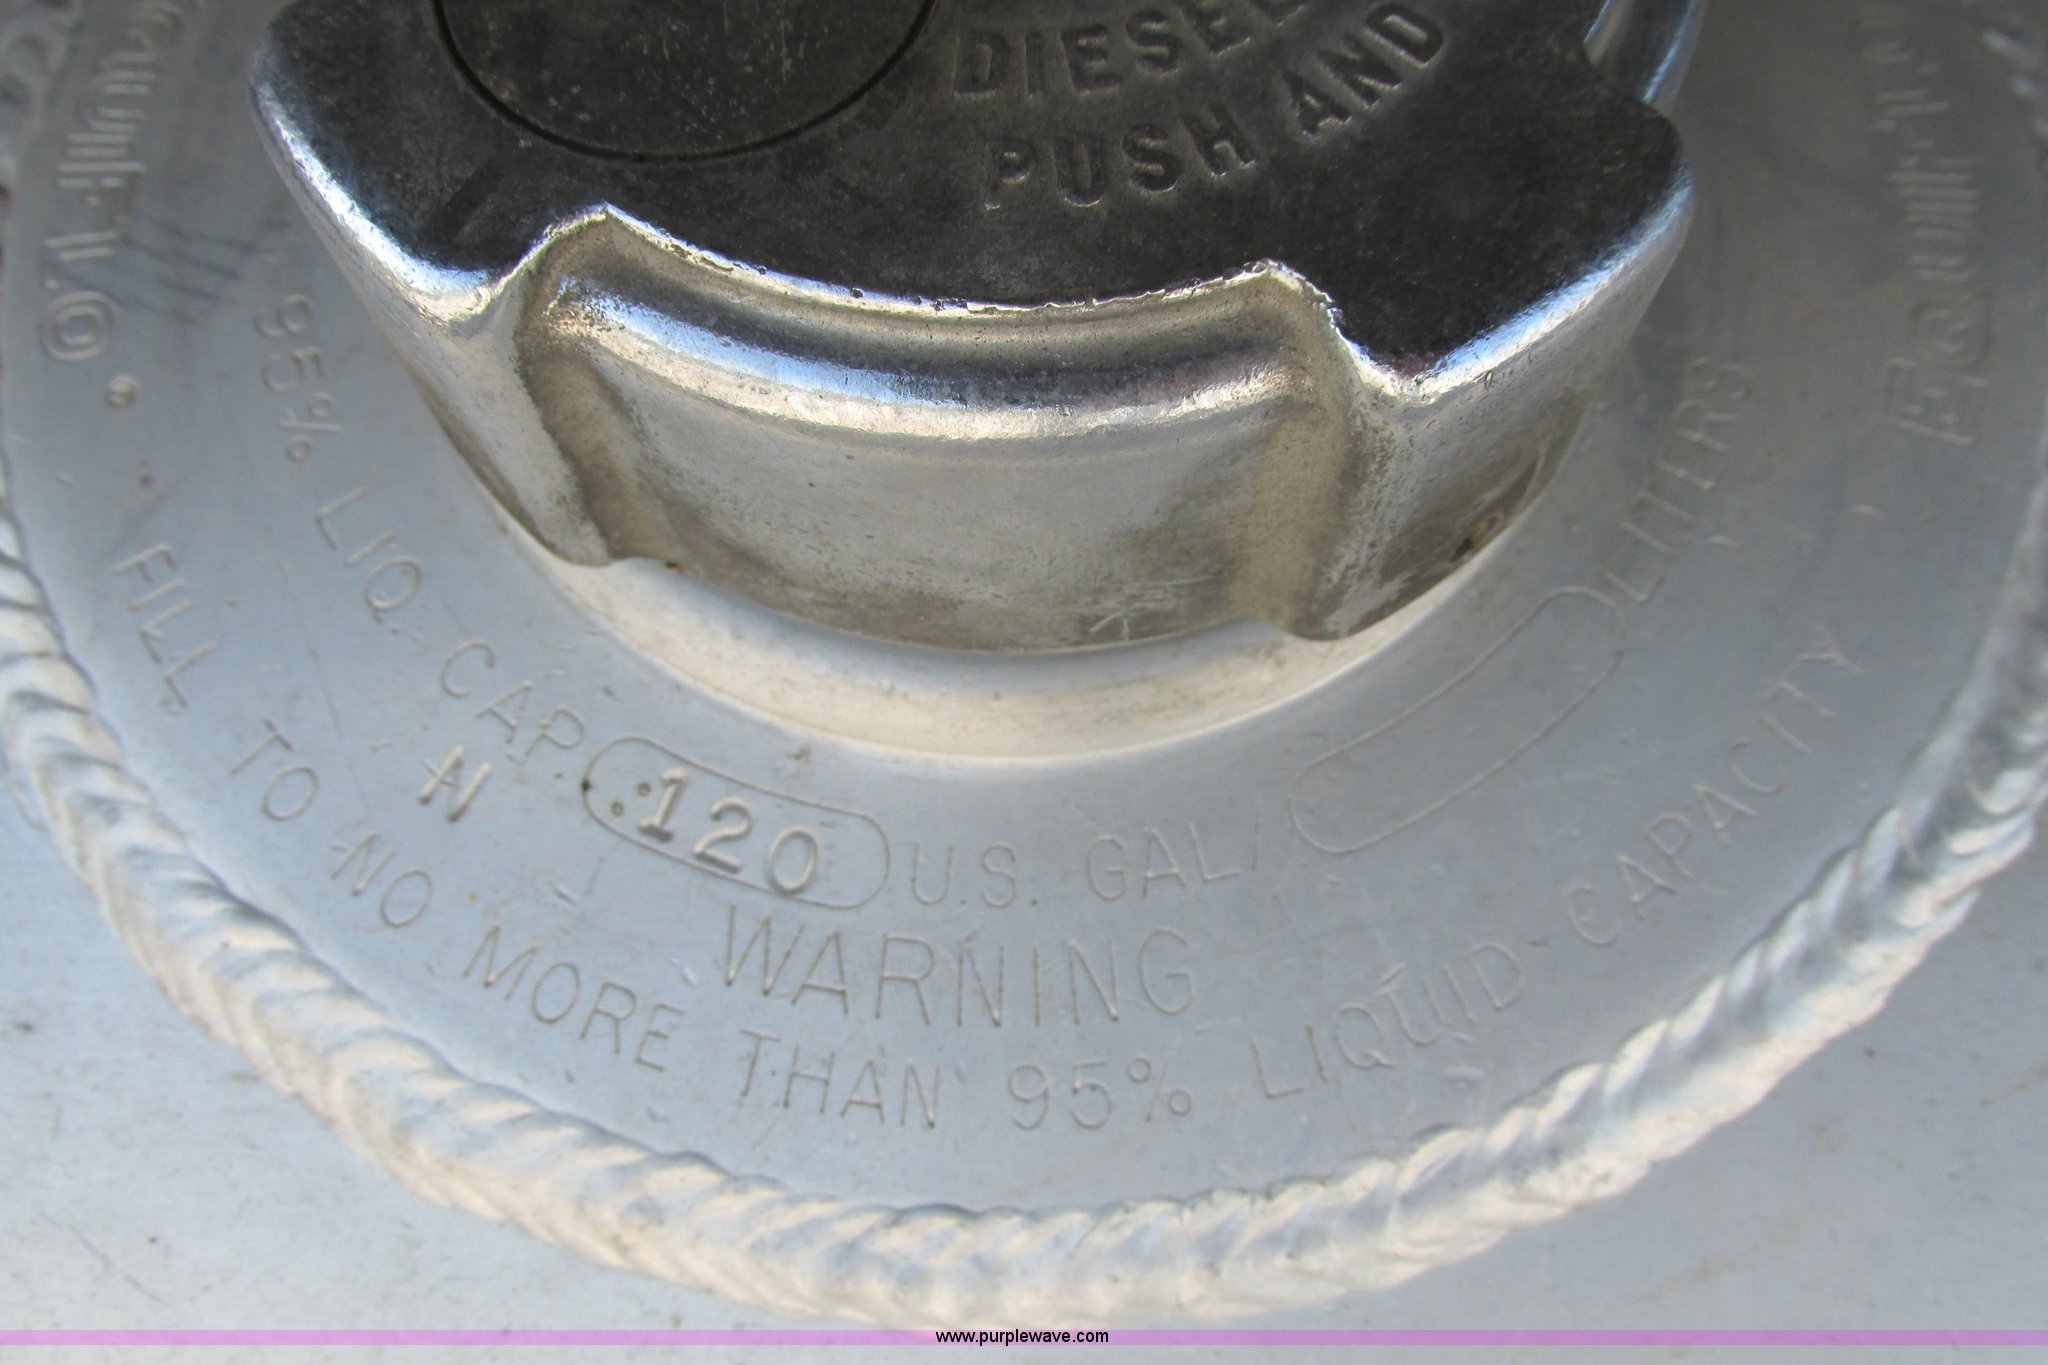 DIESEL
PUSH AND
95% LIQ. CAP. 120 U.S. GAL/ LITERS
N
WARNING
FILL TO NO MORE THAN 95% LIQUID CAPACITY
www.purplewave.com